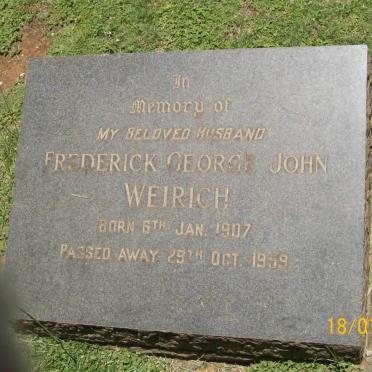 In
Memory of
MY BELOVED HUSBAND
FREDERICK GEORGE JOHN
WEIRICH
BORN 6TH JAN. 1907
PASSED AWAY 29TH OCT. 1959
18/0